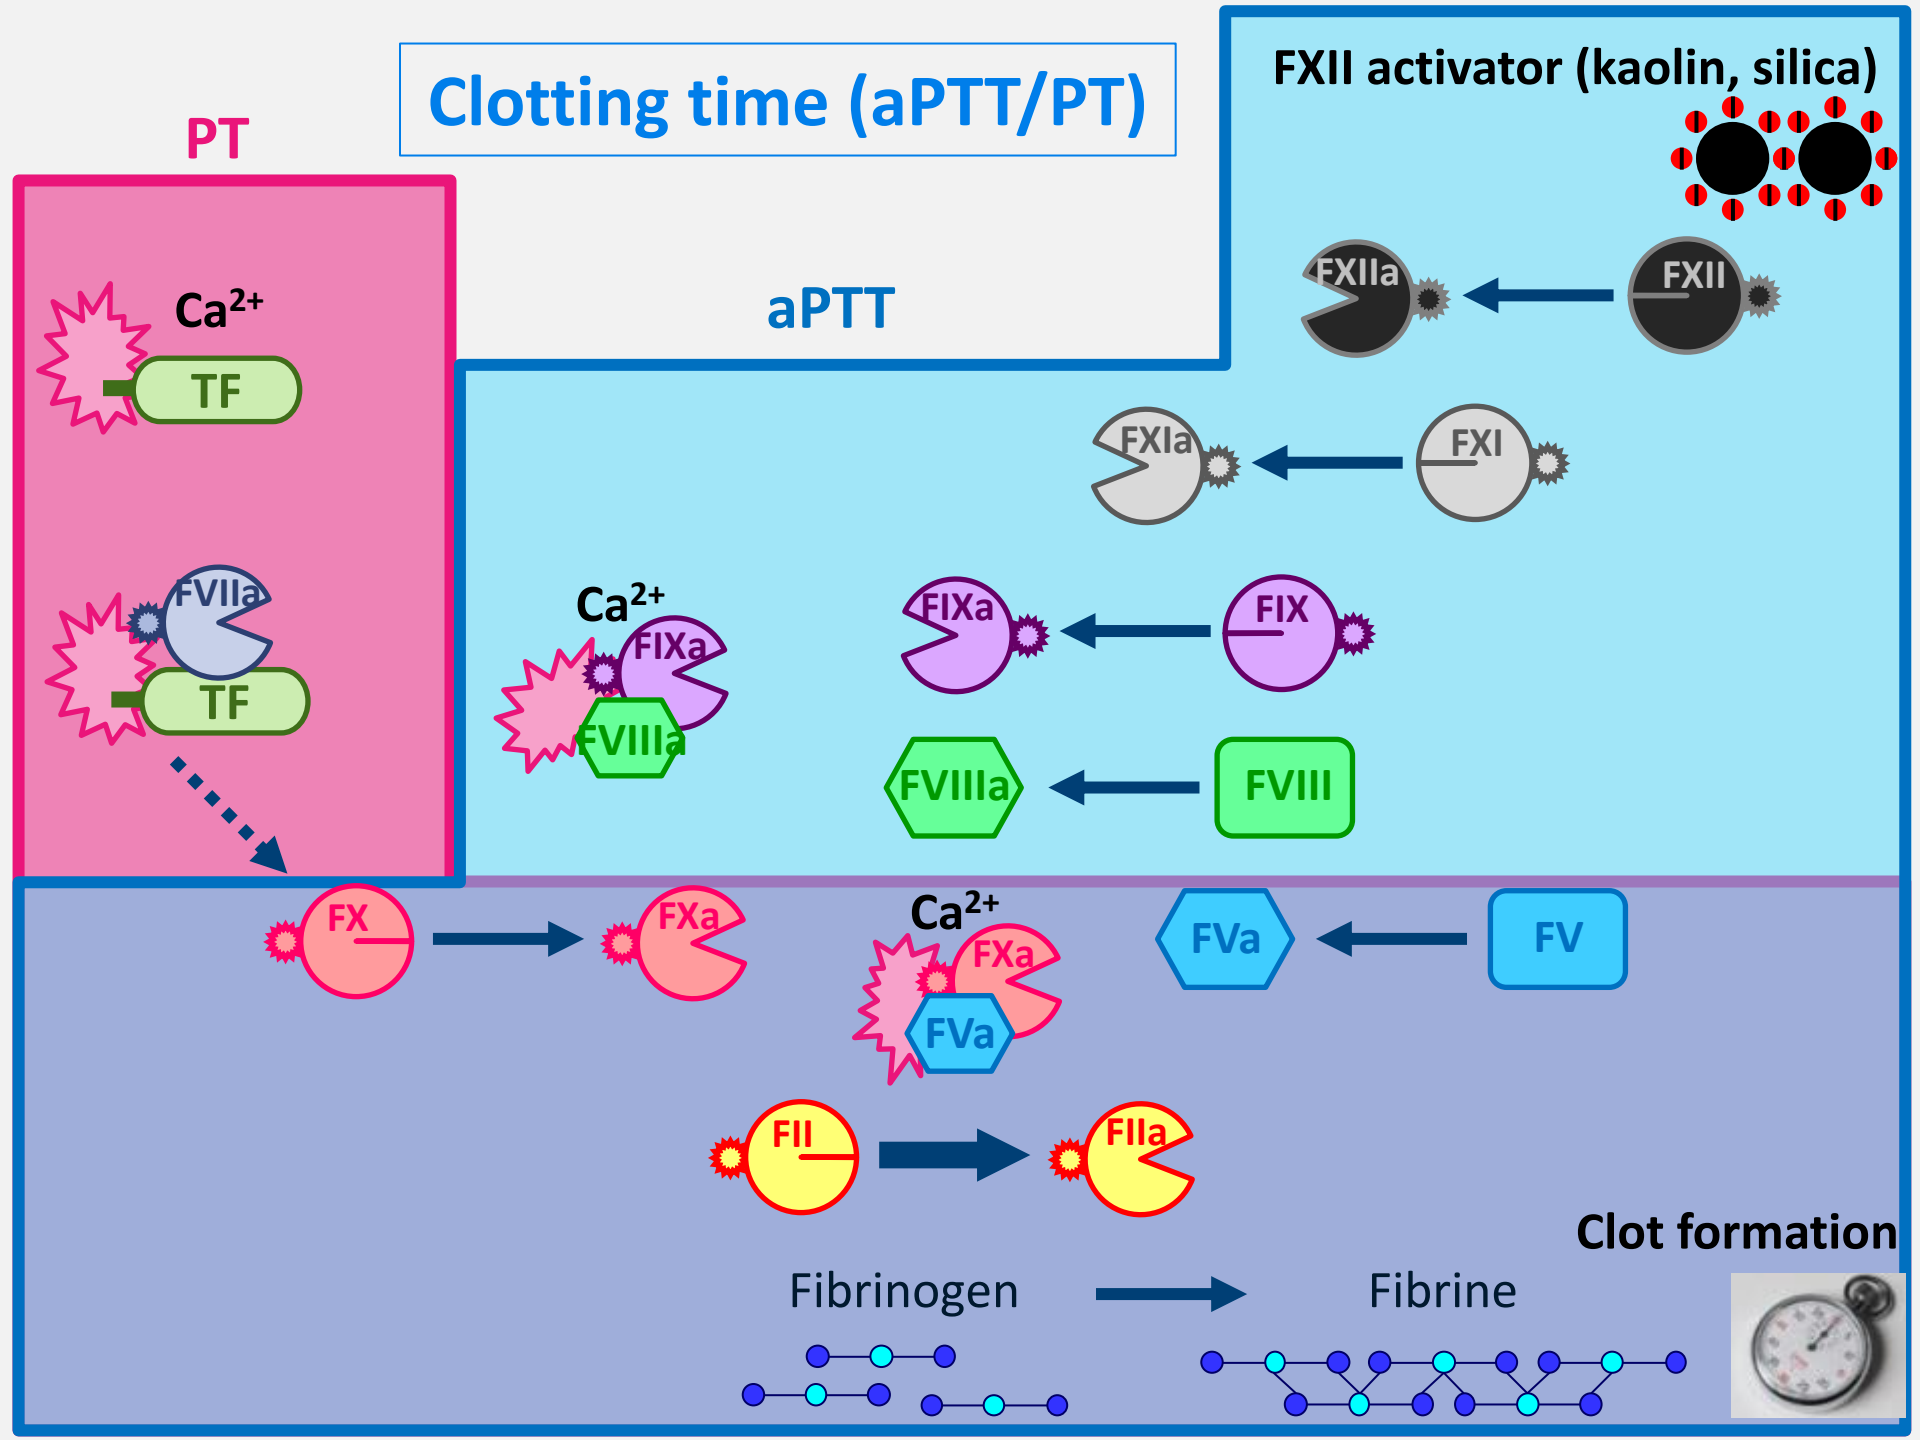 FXII activator (kaolin, silica)
Clotting time (aPTT/PT)
PT
FXIIa
FXII
Ca²⁺
aPTT
TF
FXIa
FXI
FVIIa
TF
Ca²⁺
FIXa
FVIIIa
FIXa
FIX
FVIIIa
FVIII
FX
FXa
Ca²⁺
FXa
FVa
FVa
FV
FII
FIIa
Clot formation
Fibrinogen
Fibrine